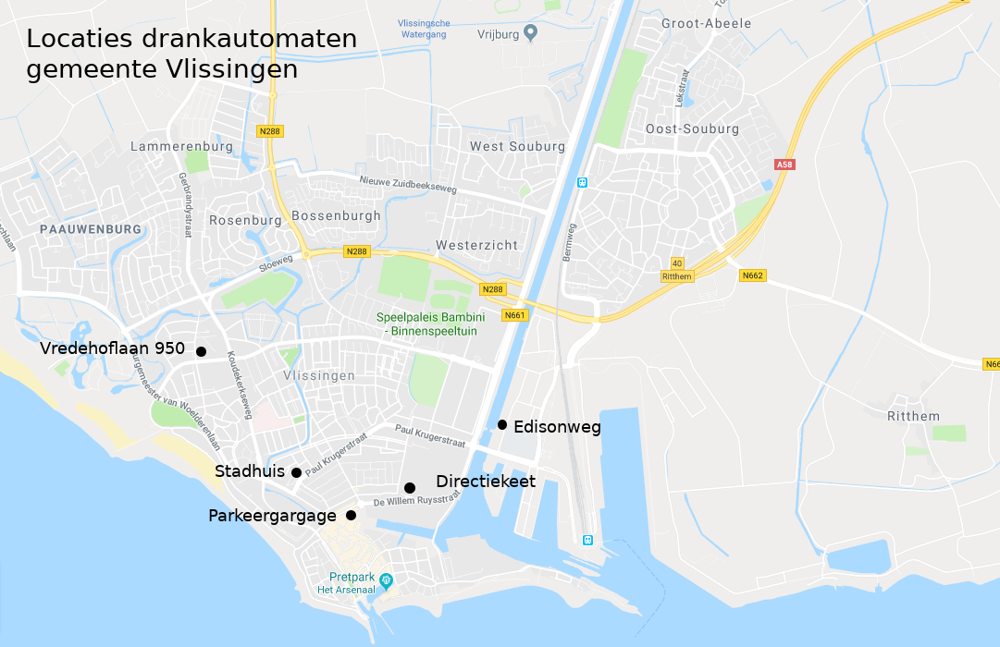 Locaties drankautomaten
gemeente Vlissingen
Vlissingsche
Watergang
Vrijburg
Groot-Abeele
Lekstraat
N288
Oost-Souburg
Lammerenburg
West Souburg
A58
Gerbrandystraat
Nieuwe Zuidbeekseweg
Rosenburg
Bossenburgh
PAAUWENBURG
Bermweg
Westerzicht
N288
Sloeweg
40
Ritthem
N662
N288
N661
Speelpaleis Bambini
- Binnenspeeltuin
Vredehoflaan 950
Koudekerkseweg
Vlissingen
Burgemeester van Woelderenlaan
Ritthem
Edisonweg
Paul Krugerstraat
Paul Krugerstraat
Stadhuis
Directiekeet
De Willem Ruysstraat
Parkeergargage
Pretpark
Het Arsenaal